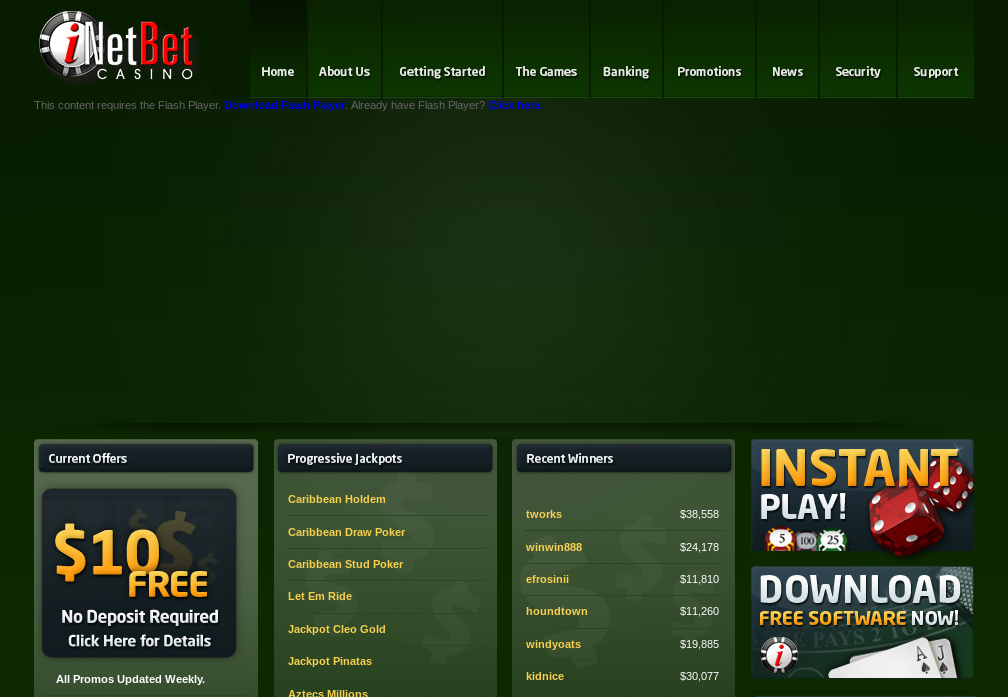 iNetBet
CASINO
Home About Us Getting Started The Games Banking Promotions News Security Support
This content requires the Flash Player. Download Flash Player. Already have Flash Player? Click here.
Current Offers
$10
FREE
No Deposit Required
Click Here for Details
All Promos Updated Weekly.
Progressive Jackpots
Caribbean Holdem
Caribbean Draw Poker
Caribbean Stud Poker
Let Em Ride
Jackpot Cleo Gold
Jackpot Pinatas
Aztecs Millions
Recent Winners
tworks $38,558
winwin888 $24,178
efrosinii $11,810
houndtown $11,260
windyoats $19,885
kidnice $30,077
INSTANT
PLAY!
5 100 25
DOWNLOAD
FREE SOFTWARE NOW!
PAYS 2 TO
i
A J